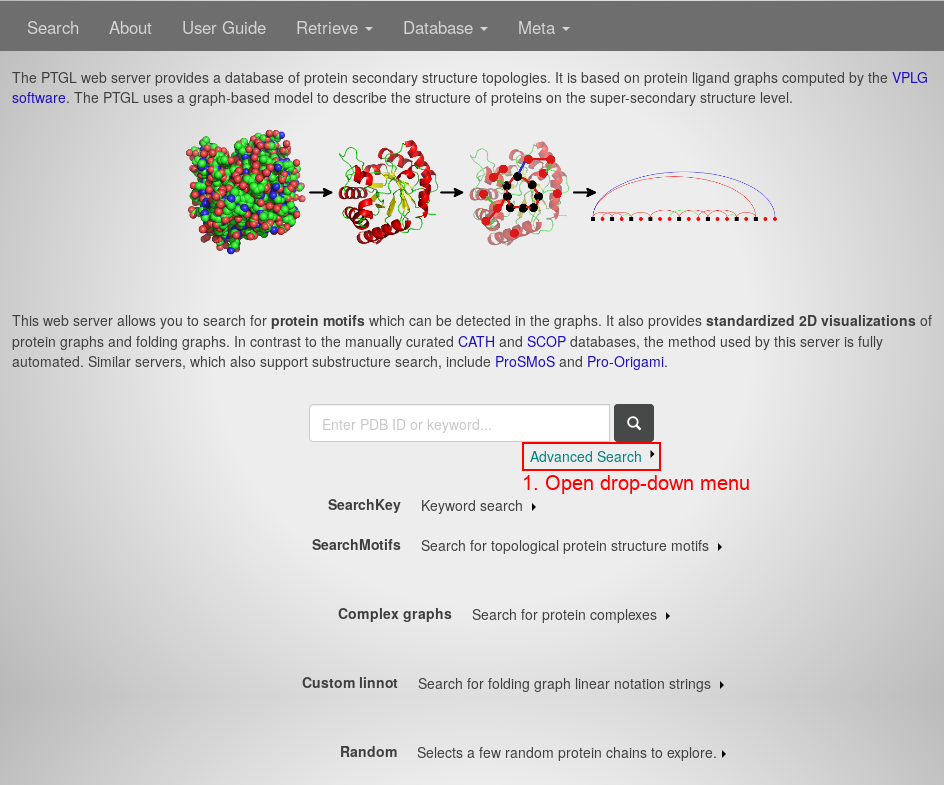 Search About User Guide Retrieve Database Meta
The PTGL web server provides a database of protein secondary structure topologies. It is based on protein ligand graphs computed by the VPLG
software. The PTGL uses a graph-based model to describe the structure of proteins on the super-secondary structure level.
This web server allows you to search for protein motifs which can be detected in the graphs. It also provides standardized 2D visualizations of
protein graphs and folding graphs. In contrast to the manually curated CATH and SCOP databases, the method used by this server is fully
automated. Similar servers, which also support substructure search, include ProSMoS and Pro-Origami.
Enter PDB ID or keyword...
Advanced Search
1. Open drop-down menu
SearchKey Keyword search
SearchMotifs Search for topological protein structure motifs
Complex graphs Search for protein complexes
Custom linnot Search for folding graph linear notation strings
Random Selects a few random protein chains to explore.